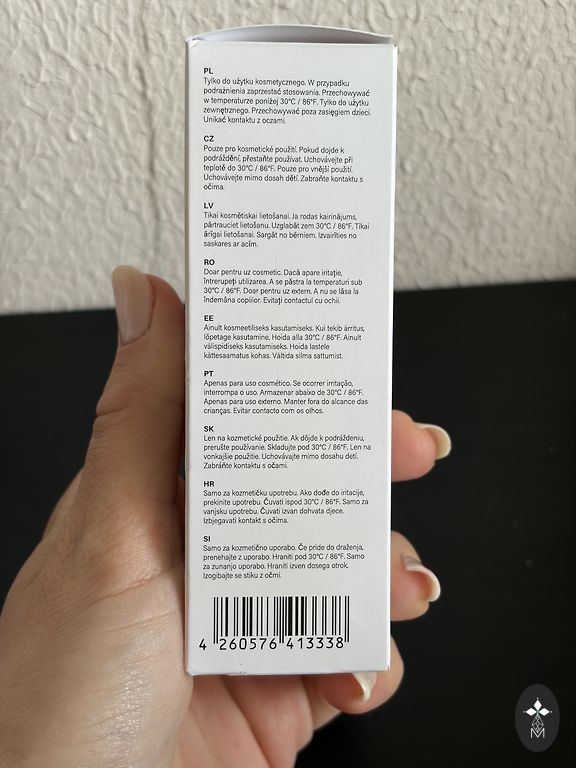 PL
Tylko do użytku kosmetycznego. W przypadku
podrażnienia zaprzestać stosowania. Przechowywać
w temperaturze poniżej 30°C / 86°F. Tylko do użytku
zewnętrznego. Przechowywać poza zasięgiem dzieci.
Unikać kontaktu z oczami.
CZ
Pouze pro kosmetické použití. Pokud dojde k
podráždění, přestaňte používat. Uchovávejte při
teplotě do 30°C / 86°F. Pouze pro vnější použití.
Uchovávejte mimo dosah dětí. Zabraňte kontaktu s
očima.
LV
Tikai kosmētiskai lietošanai. Ja rodas kairinājums,
pārtrauciet lietošanu. Uzglabāt zem 30°C / 86°F. Tikai
ārīgai lietošanai. Sargāt no bērniem. Izvairīties no
saskares ar acīm.
RO
Doar pentru uz cosmetic. Dacă apare iritație,
întrerupeți utilizarea. A se păstra la temperaturi sub
30°C / 86°F. Doar pentru uz extern. A nu se lăsa la
îndemâna copiilor. Evitați contactul cu ochii.
EE
Ainult kosmeetiliseks kasutamiseks. Kui tekib ärritus,
lõpetage kasutamine. Hoida alla 30°C / 86°F. Ainult
välispidiseks kasutamiseks. Hoida lastele
kättesaamatus kohas. Vältida silma sattumist.
PT
Apenas para uso cosmético. Se ocorrer irritação,
interrompa o uso. Armazenar abaixo de 30°C / 86°F.
Apenas para uso externo. Manter fora do alcance das
crianças. Evitar contacto com os olhos.
SK
Len na kozmetické použitie. Ak dôjde k podráždeniu,
prerušte používanie. Skladujte pod 30°C / 86°F. Len na
vonkajšie použitie. Uchovávajte mimo dosahu detí.
Zabráňte kontaktu s očami.
HR
Samo za kozmetičku upotrebu. Ako dođe do iritacije,
prekinite upotrebu. Čuvati ispod 30°C / 86°F. Samo za
vanjsku upotrebu. Čuvati izvan dohvata djece.
Izbjegavati kontakt s očima.
SI
Samo za kozmetično uporabo. Če pride do draženja,
prenehajte z uporabo. Hraniti pod 30°C / 86°F. Samo
za zunanjo uporabo. Hraniti izven dosega otrok.
Izogibajte se stiku z očmi.
4 260576 413338